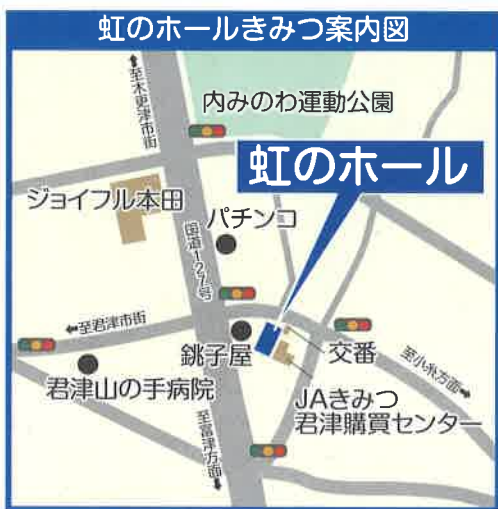 虹のホールきみつ案内図
至木更津市街
内みのわ運動公園
虹のホール
ジョイフル本田
パチンコ
国道127号
至君津市街
銚子屋
交番
至小糸方面
君津山の手病院
JAきみつ
君津購買センター
至富津方面